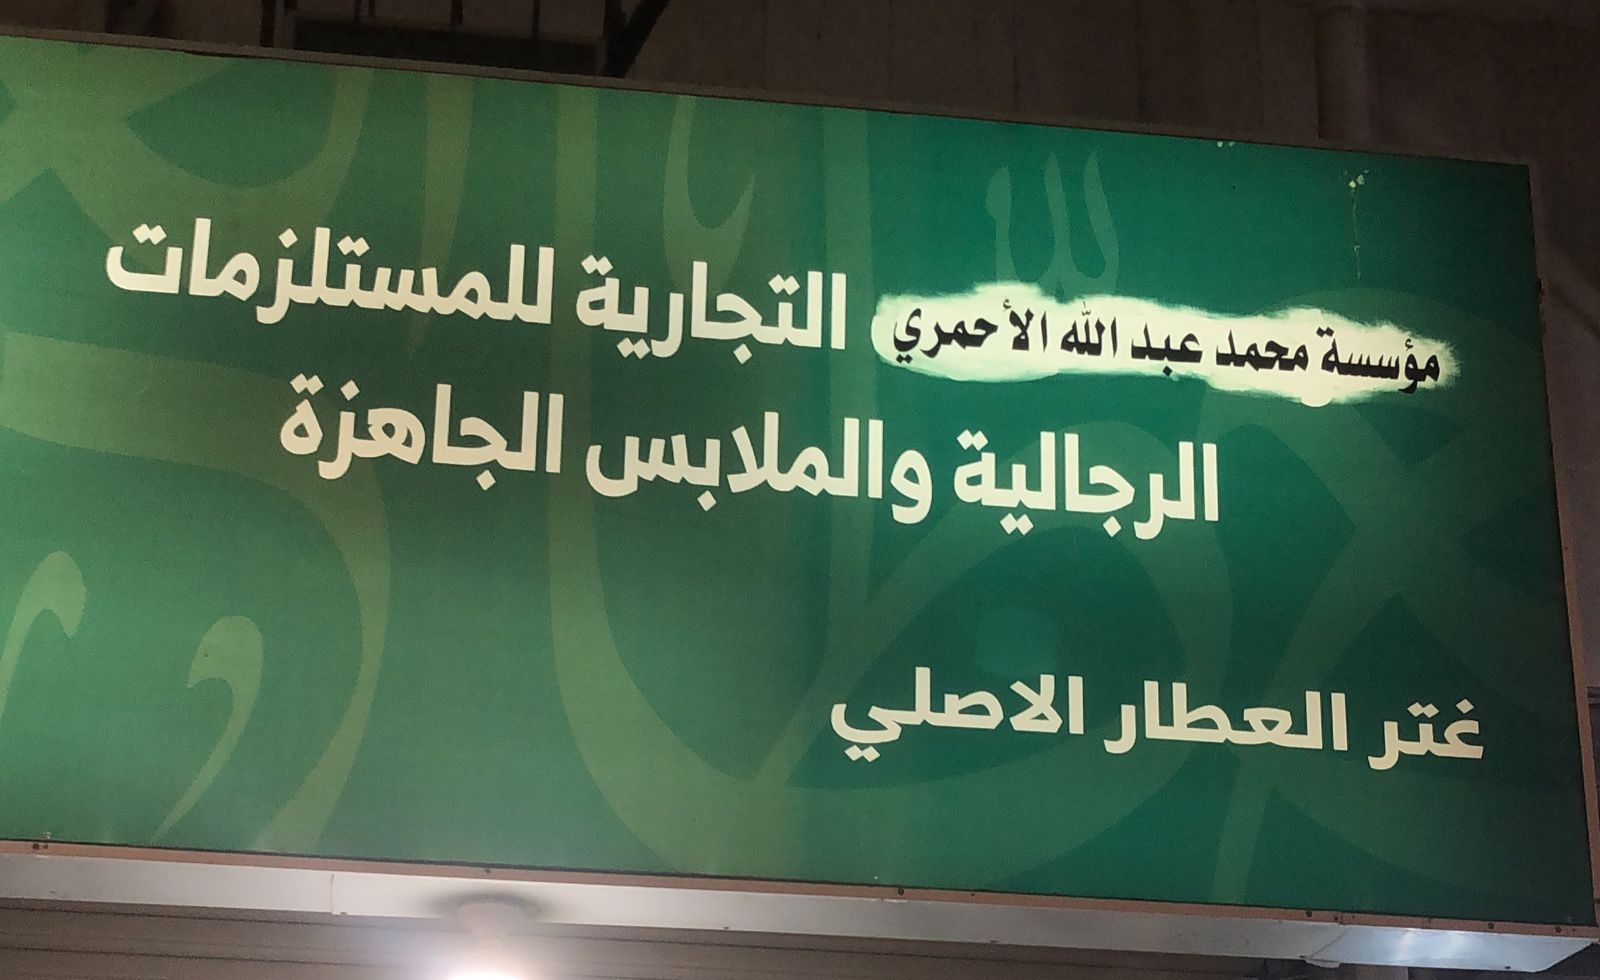 مؤسسة محمد عبد الله الأحمري التجارية للمستلزمات
الرجالية والملابس الجاهزة
غتر العطار الاصلي